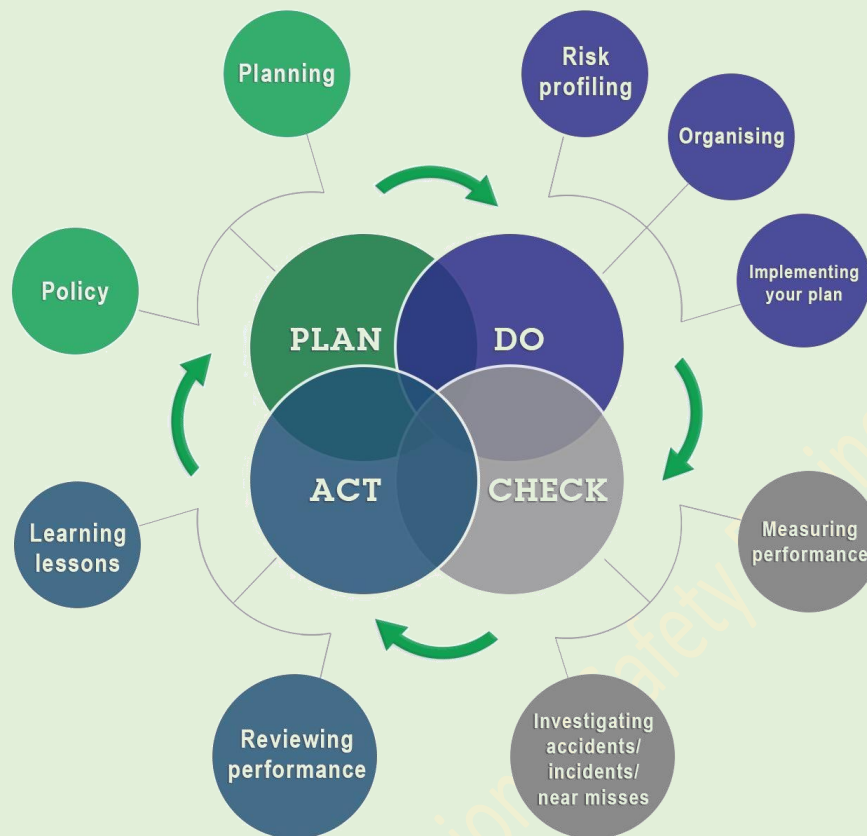 Planning
Risk
profiling
Organising
Policy
Implementing
your plan
PLAN
DO
ACT
CHECK
Learning
lessons
Measuring
performance
Reviewing
performance
Investigating
accidents/
incidents/
near misses
Safety